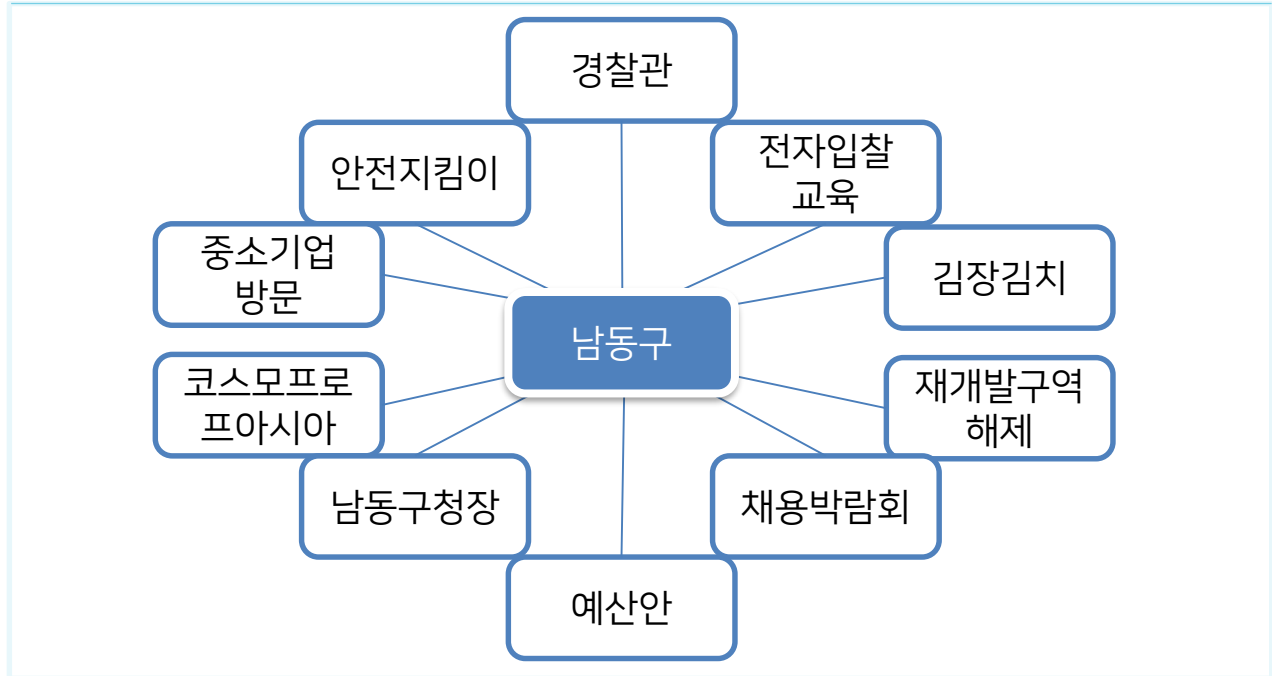 경찰관
안전지킴이
전자입찰
교육
중소기업
방문
김장김치
남동구
코스모프로
프아시아
재개발구역
해제
남동구청장
채용박람회
예산안